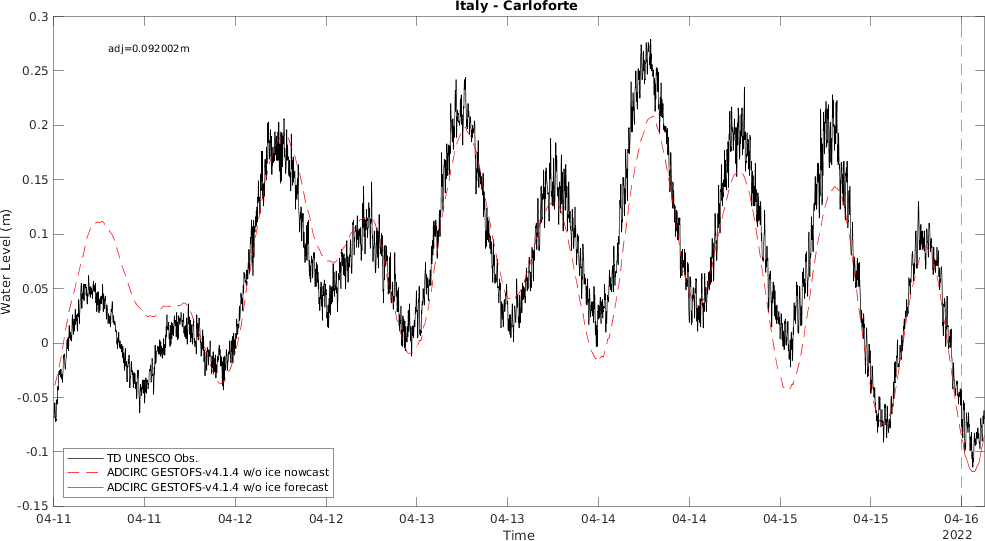 Italy - Carloforte
adj=0.092002m
0.3
0.25
0.2
0.15
0.1
0.05
0
-0.05
-0.1
-0.15
Water Level (m)
TD UNESCO Obs.
ADCIRC GESTOFS-v4.1.4 w/o ice nowcast
ADCIRC GESTOFS-v4.1.4 w/o ice forecast
04-11 04-11 04-12 04-12 04-13 04-13 04-14 04-14 04-15 04-15 04-16
2022
Time